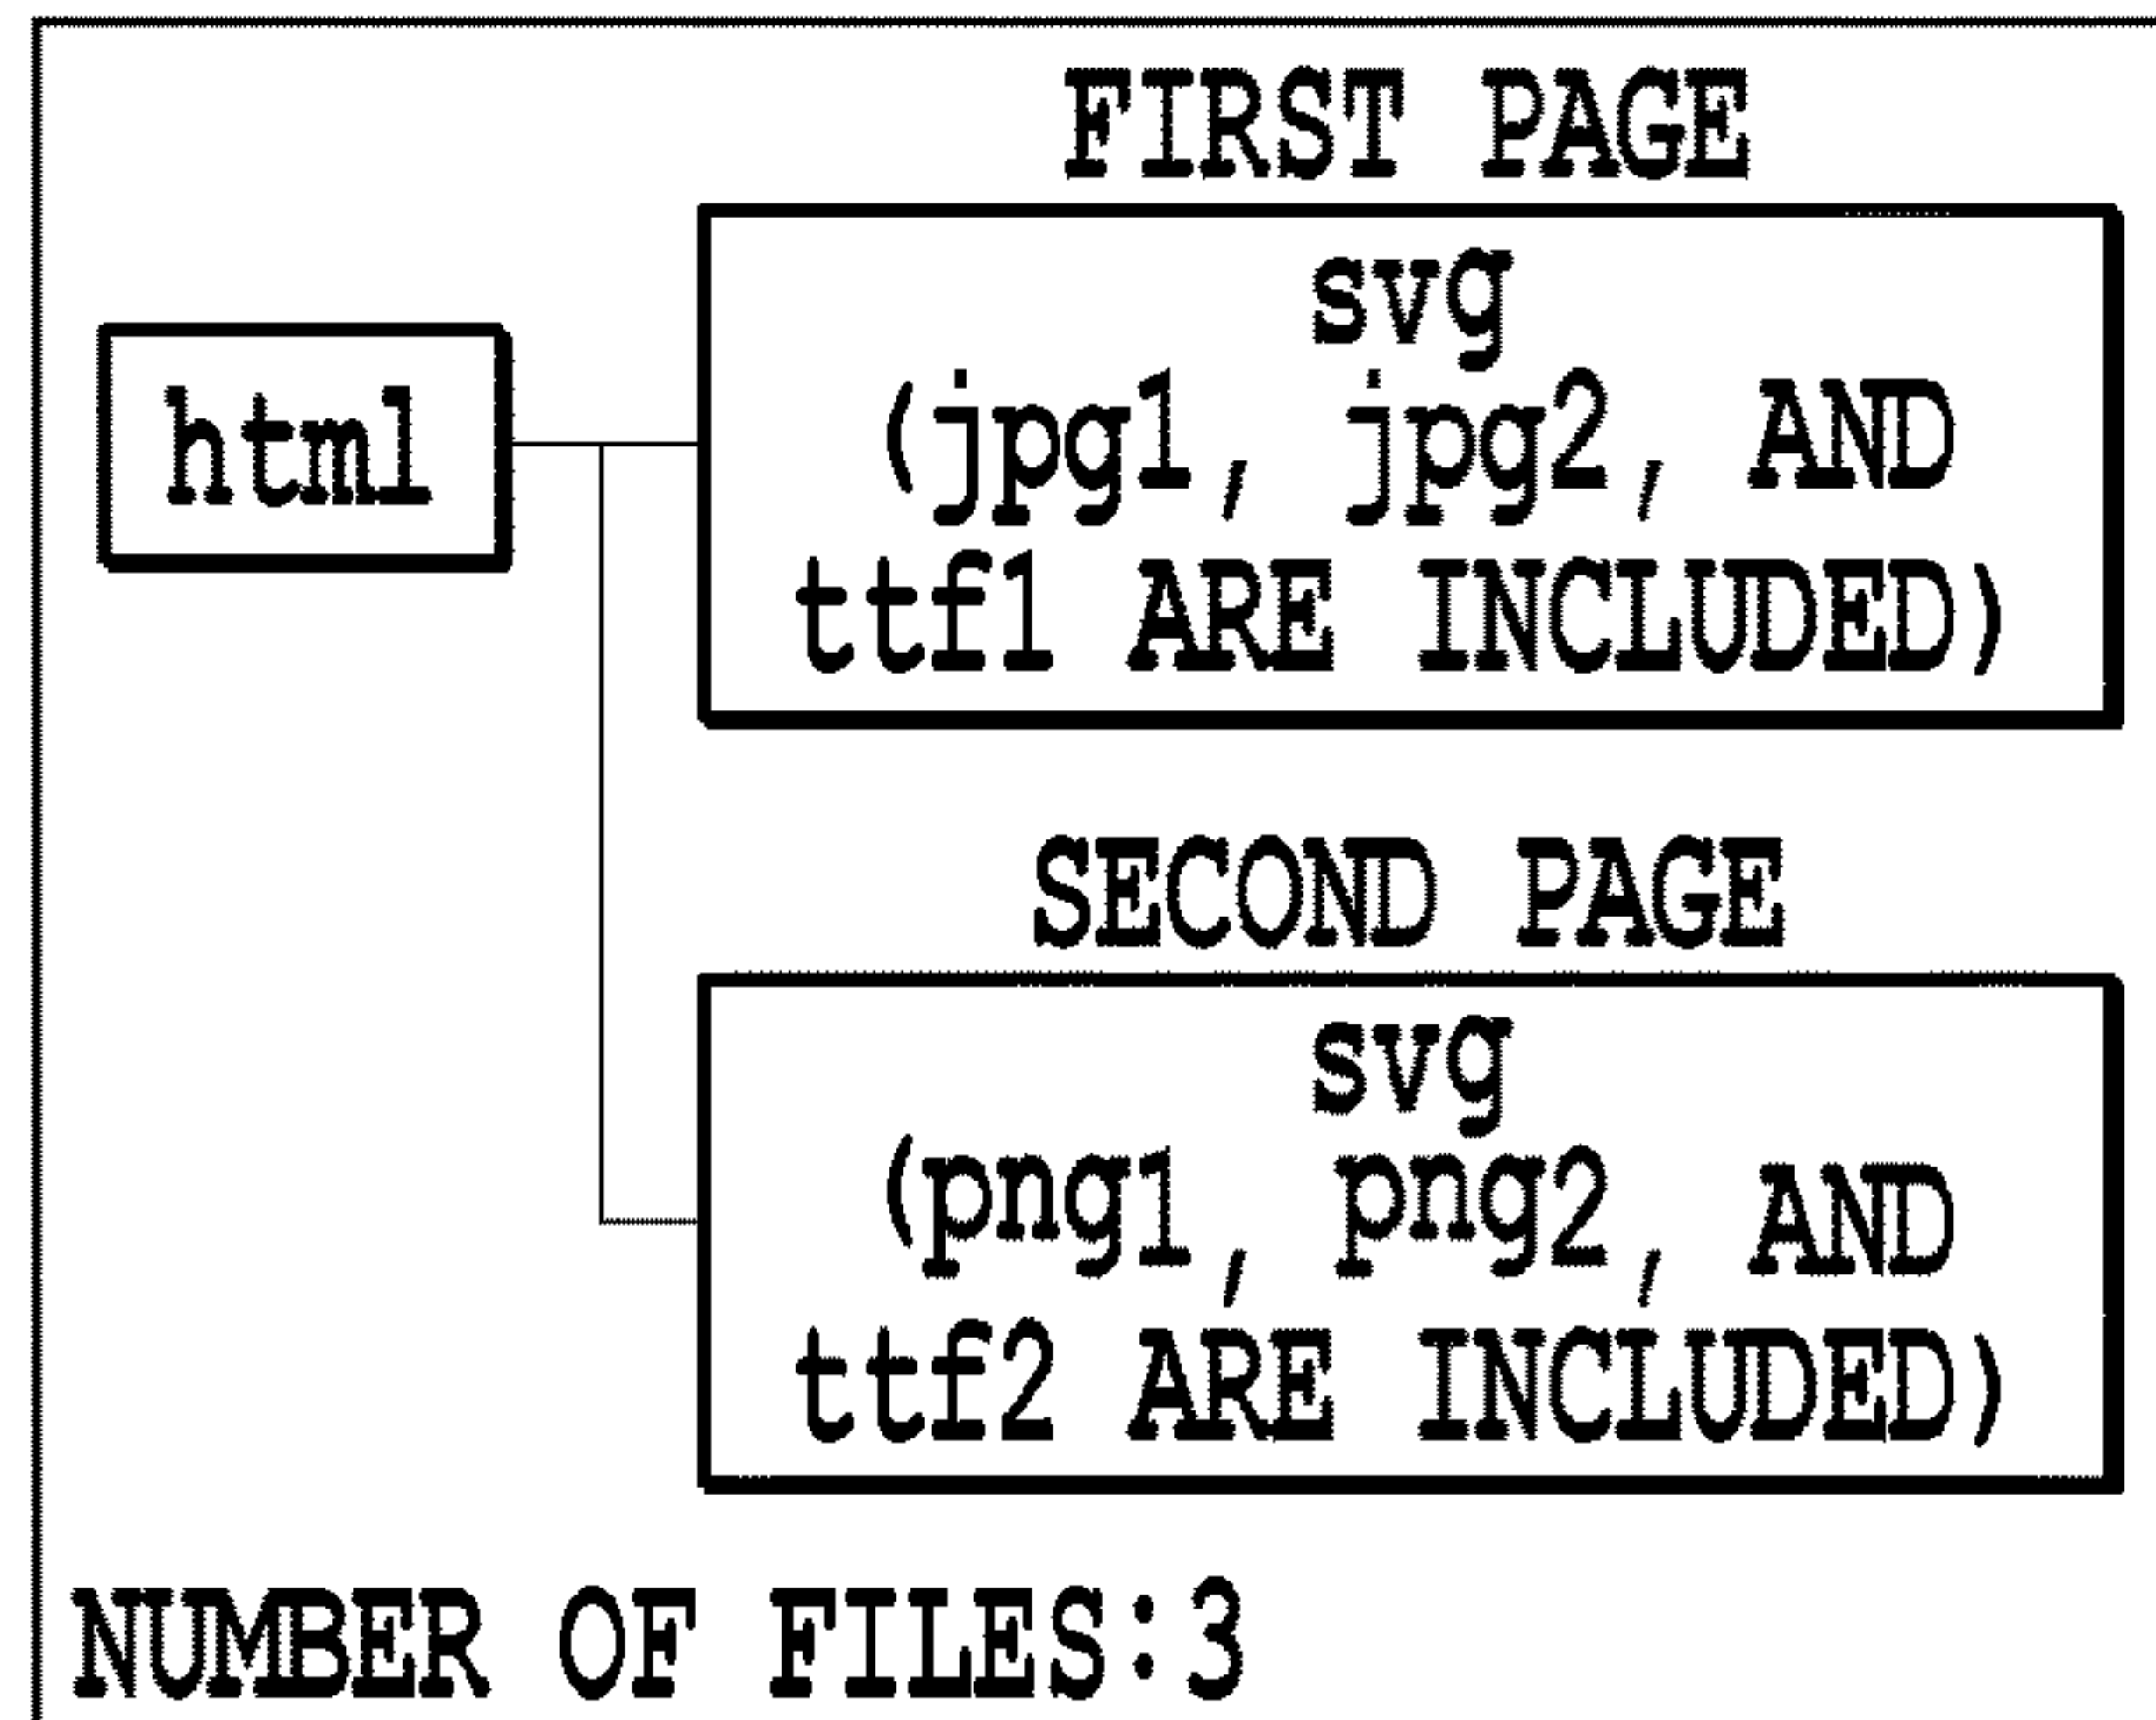 FIRST PAGE
svg
(jpg1, jpg2, AND
ttf1 ARE INCLUDED)
html
SECOND PAGE
svg
(png1, png2, AND
ttf2 ARE INCLUDED)
NUMBER OF FILES:3